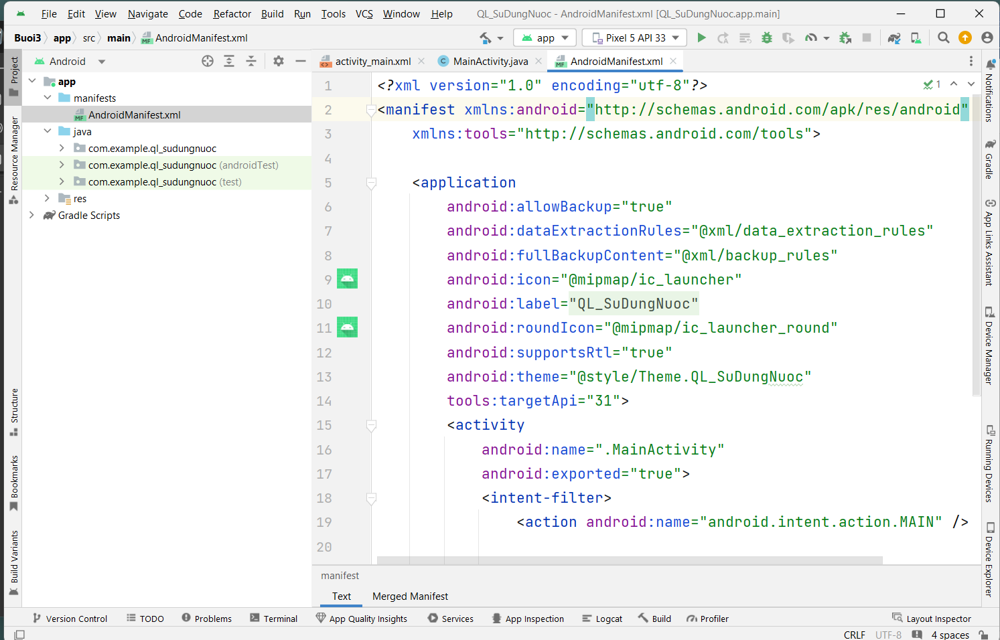 File Edit View Navigate Code Refactor Build Run Tools VCS Window Help QL_SuDungNuoc - AndroidManifest.xml [QL_SuDungNuoc.app.main]
Buoi3 app src main AndroidManifest.xml app Pixel 5 API 33
Project
Resource Manager
Structure
Bookmarks
Build Variants
Android
app
manifests
AndroidManifest.xml
java
com.example.ql_sudungnuoc
com.example.ql_sudungnuoc (androidTest)
com.example.ql_sudungnuoc (test)
res
Gradle Scripts
activity_main.xml MainActivity.java AndroidManifest.xml
1 <?xml version="1.0" encoding="utf-8"?> 1
2 <manifest xmlns:android="http://schemas.android.com/apk/res/android"
3 xmlns:tools="http://schemas.android.com/tools">
4
5 <application
6 android:allowBackup="true"
7 android:dataExtractionRules="@xml/data_extraction_rules"
8 android:fullBackupContent="@xml/backup_rules"
9 android:icon="@mipmap/ic_launcher"
10 android:label="QL_SuDungNuoc"
11 android:roundIcon="@mipmap/ic_launcher_round"
12 android:supportsRtl="true"
13 android:theme="@style/Theme.QL_SuDungNuoc"
14 tools:targetApi="31">
15 <activity
16 android:name=".MainActivity"
17 android:exported="true">
18 <intent-filter>
19 <action android:name="android.intent.action.MAIN" />
20
manifest
Text Merged Manifest
Notifications
Gradle
App Links Assistant
Device Manager
Running Devices
Device Explorer
Version Control TODO Problems Terminal App Quality Insights Services App Inspection Logcat Build Profiler Layout Inspector
CRLF UTF-8 4 spaces